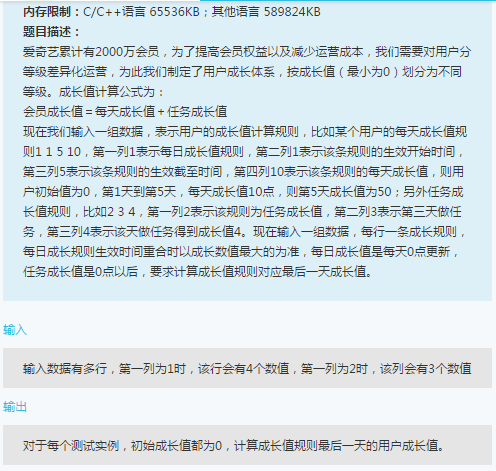 内存限制：C/C++语言 65536KB；其他语言 589824KB
题目描述：
爱奇艺累计有2000万会员，为了提高会员权益以及减少运营成本，我们需要对用户分
等级差异化运营，为此我们制定了用户成长体系，按成长值（最小为0）划分为不同
等级。成长值计算公式为：
会员成长值＝每天成长值＋任务成长值
现在我们输入一组数据，表示用户的成长值计算规则，比如某个用户的每天成长值规
则1 1 5 10，第一列1表示每日成长值规则，第二列1表示该条规则的生效开始时间，
第三列5表示该条规则的生效截至时间，第四列10表示该条规则的每天成长值，则用
户初始值为0，第1天到第5天，每天成长值10点，则第5天成长值为50；另外任务成
长值规则，比如2 3 4，第一列2表示该规则为任务成长值，第二列3表示第三天做任
务，第三列4表示该天做任务得到成长值4。现在输入一组数据，每行一条成长规则，
每日成长规则生效时间重合时以成长数值最大的为准，每日成长值是每天0点更新，
任务成长值是0点以后，要求计算成长值规则对应最后一天成长值。
输入
输入数据有多行，第一列为1时，该行会有4个数值，第一列为2时，该列会有3个数值
输出
对于每个测试实例，初始成长值都为0，计算成长值规则最后一天的用户成长值。